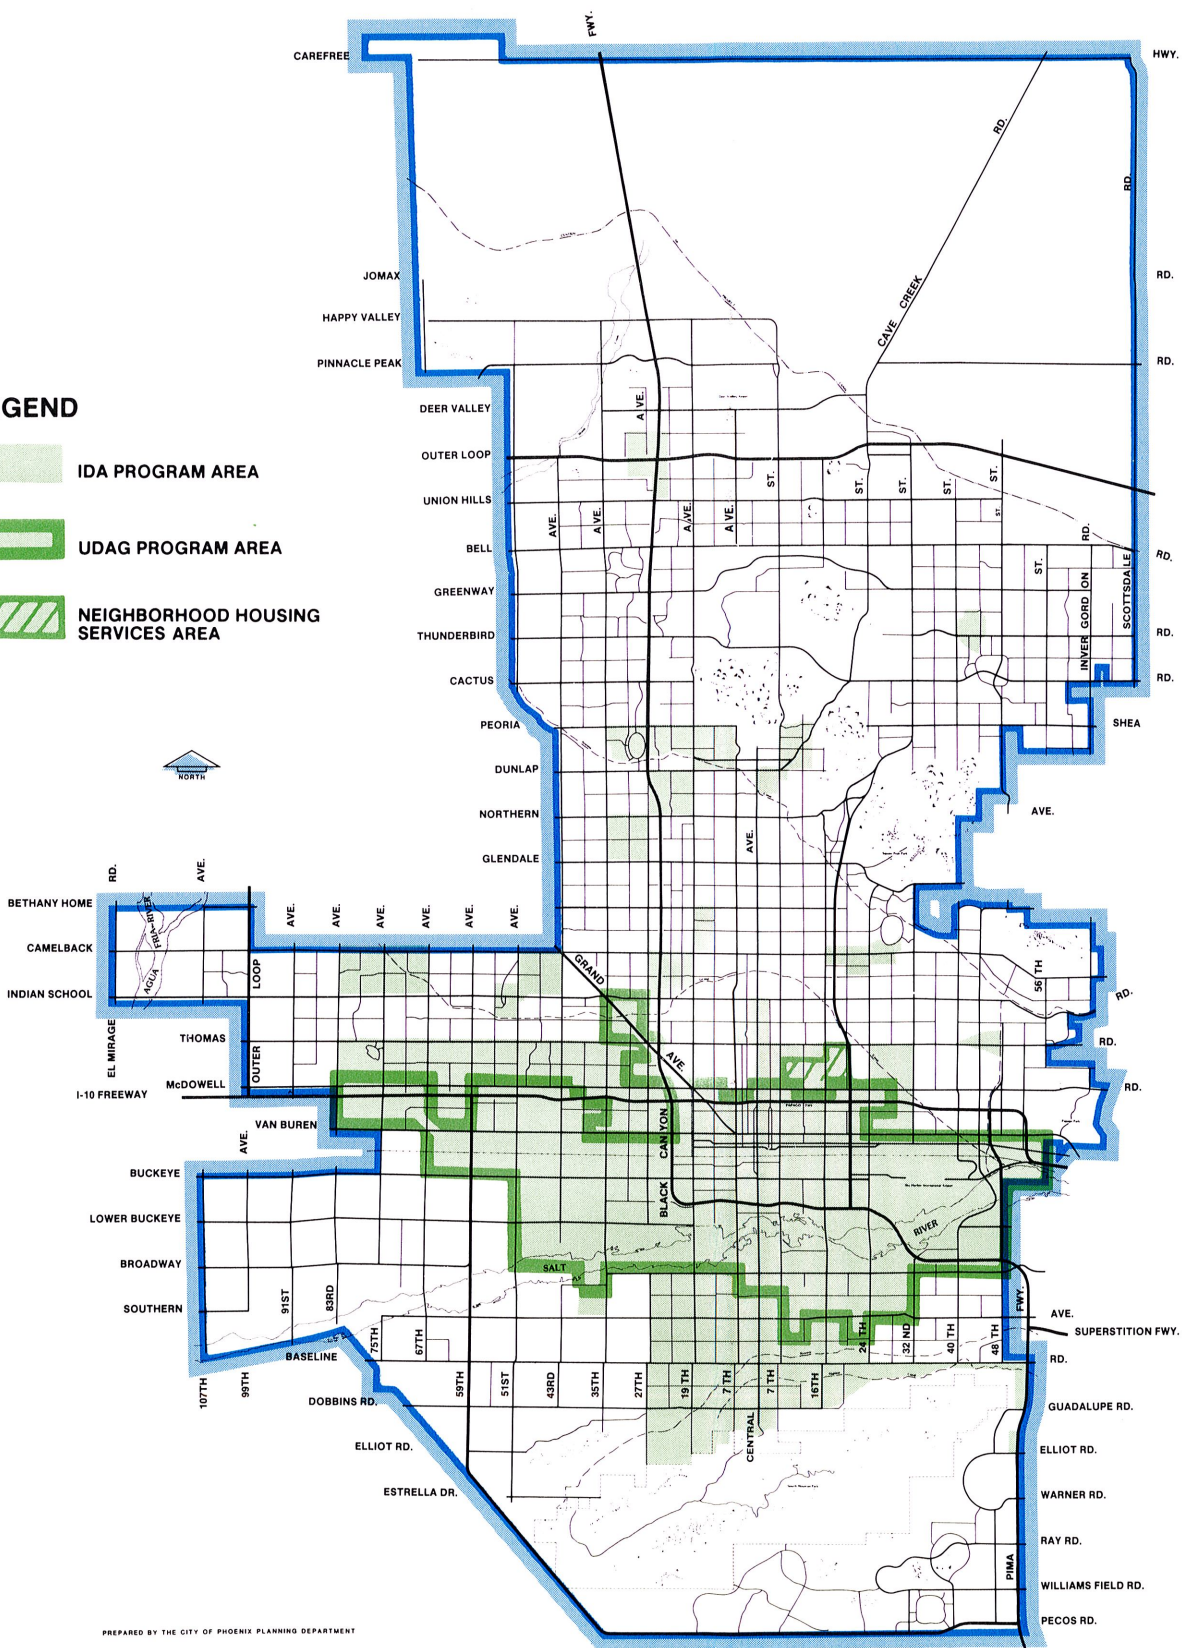 FWY.
CAREFREE
HWY.
RD.
RD.
JOMAX
RD.
HAPPY VALLEY
CAVE CREEK
PINNACLE PEAK
RD.
GEND
DEER VALLEY
AVE.
OUTER LOOP
IDA PROGRAM AREA
ST.
ST.
ST.
ST.
ST.
UNION HILLS
AVE.
AVE.
AVE.
AVE.
ST.
RD.
UDAG PROGRAM AREA
BELL
RD.
ST.
GREENWAY
INVER GORDON
SCOTTSDALE
NEIGHBORHOOD HOUSING
SERVICES AREA
THUNDERBIRD
RD.
CACTUS
RD.
PEORIA
SHEA
NORTH
DUNLAP
NORTHERN
AVE.
AVE.
GLENDALE
RD.
AVE.
BETHANY HOME
AVE.
AVE.
AVE.
AVE.
AVE.
AVE.
AGUA FRIA RIVER
CAMELBACK
GRAND
LOOP
56TH
INDIAN SCHOOL
RD.
THOMAS
RD.
EL MIRAGE
OUTER
AVE.
McDOWELL
RD.
I-10 FREEWAY
VAN BUREN
CANYON
AVE.
BUCKEYE
BLACK
LOWER BUCKEYE
RIVER
BROADWAY
SALT
91ST
83RD
SOUTHERN
FWY.
AVE.
SUPERSTITION FWY.
75TH
67TH
24TH
32ND
40TH
48TH
BASELINE
RD.
107TH
99TH
59TH
51ST
43RD
35TH
27TH
19TH
7TH
7TH
16TH
DOBBINS RD.
GUADALUPE RD.
CENTRAL
ELLIOT RD.
ELLIOT RD.
ESTRELLA DR.
WARNER RD.
RAY RD.
PIMA
WILLIAMS FIELD RD.
PECOS RD.
PREPARED BY THE CITY OF PHOENIX PLANNING DEPARTMENT